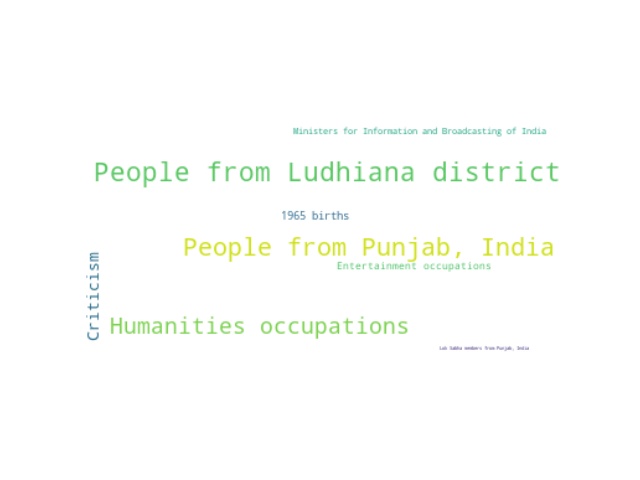 Ministers for Information and Broadcasting of India
People from Ludhiana district
1965 births
People from Punjab, India
Entertainment occupations
Criticism
Humanities occupations
Lok Sabha members from Punjab, India